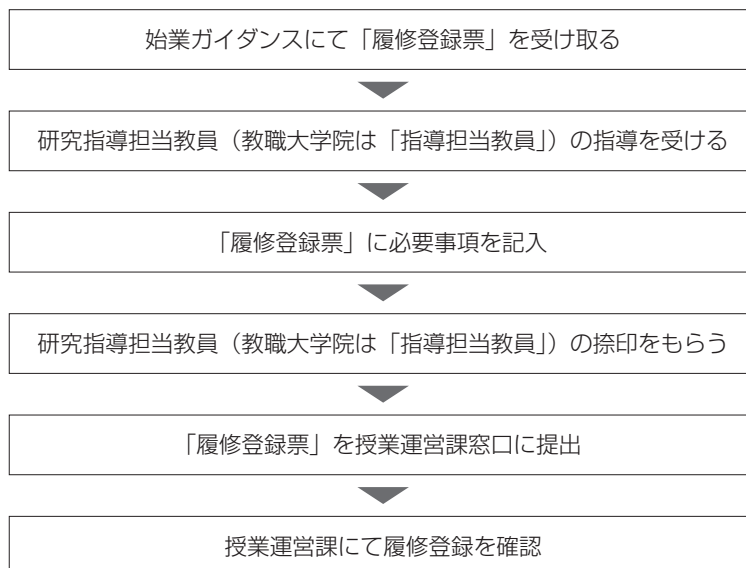 始業ガイダンスにて「履修登録票」を受け取る
研究指導担当教員（教職大学院は「指導担当教員」）の指導を受ける
「履修登録票」に必要事項を記入
研究指導担当教員（教職大学院は「指導担当教員」）の捺印をもらう
「履修登録票」を授業運営課窓口に提出
授業運営課にて履修登録を確認